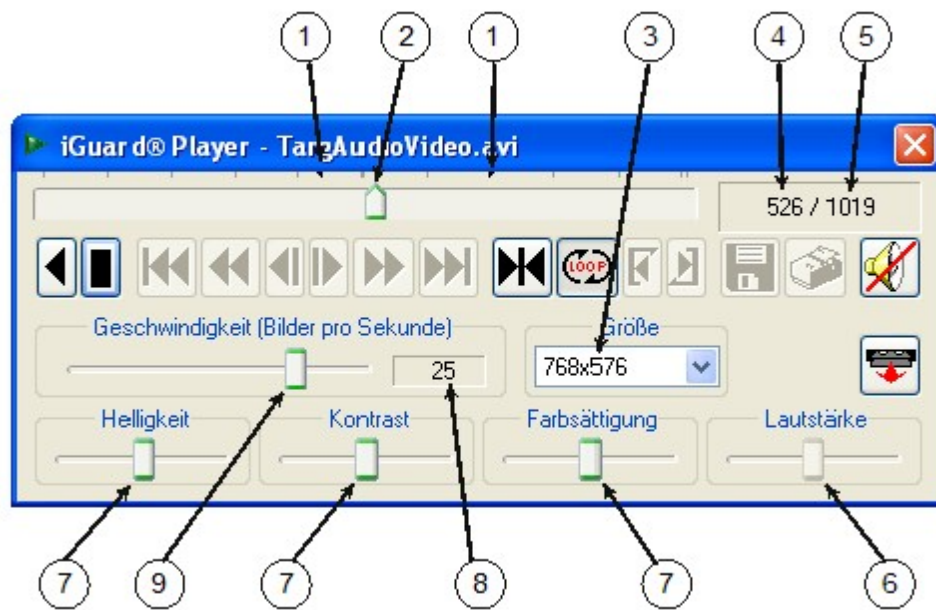 1 2 1 3 4 5
iGuard® Player - TargAudioVideo.avi
526 / 1019
LOOP
Geschwindigkeit (Bilder pro Sekunde)
Größe
25
768x576
Helligkeit Kontrast Farbsättigung Lautstärke
7 9 7 8 7 6